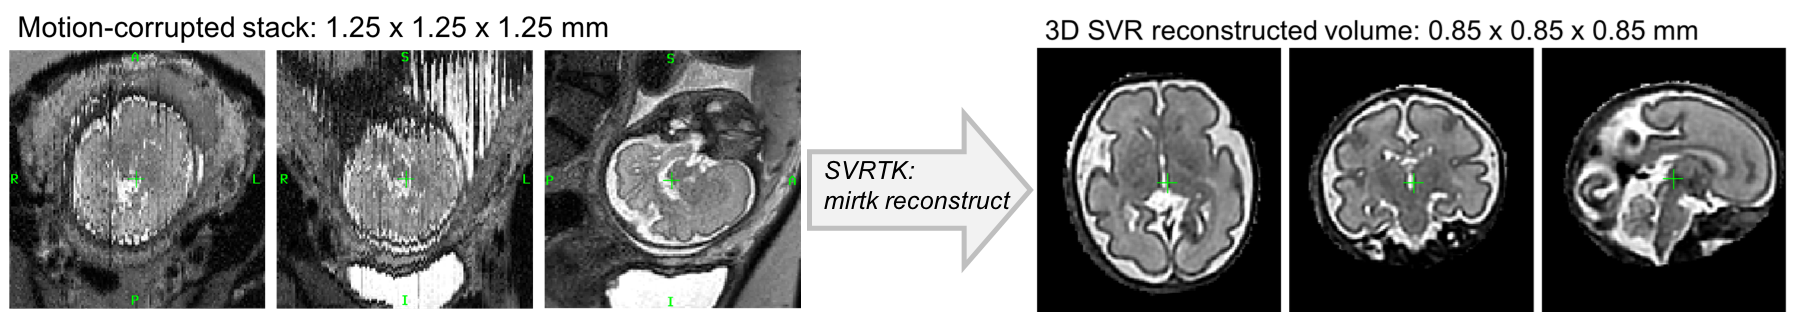 Motion-corrupted stack: 1.25 x 1.25 x 1.25 mm
3D SVR reconstructed volume: 0.85 x 0.85 x 0.85 mm
A
R
L
P
S
R
L
I
S
P
A
I
SVRTK:
mirtk reconstruct